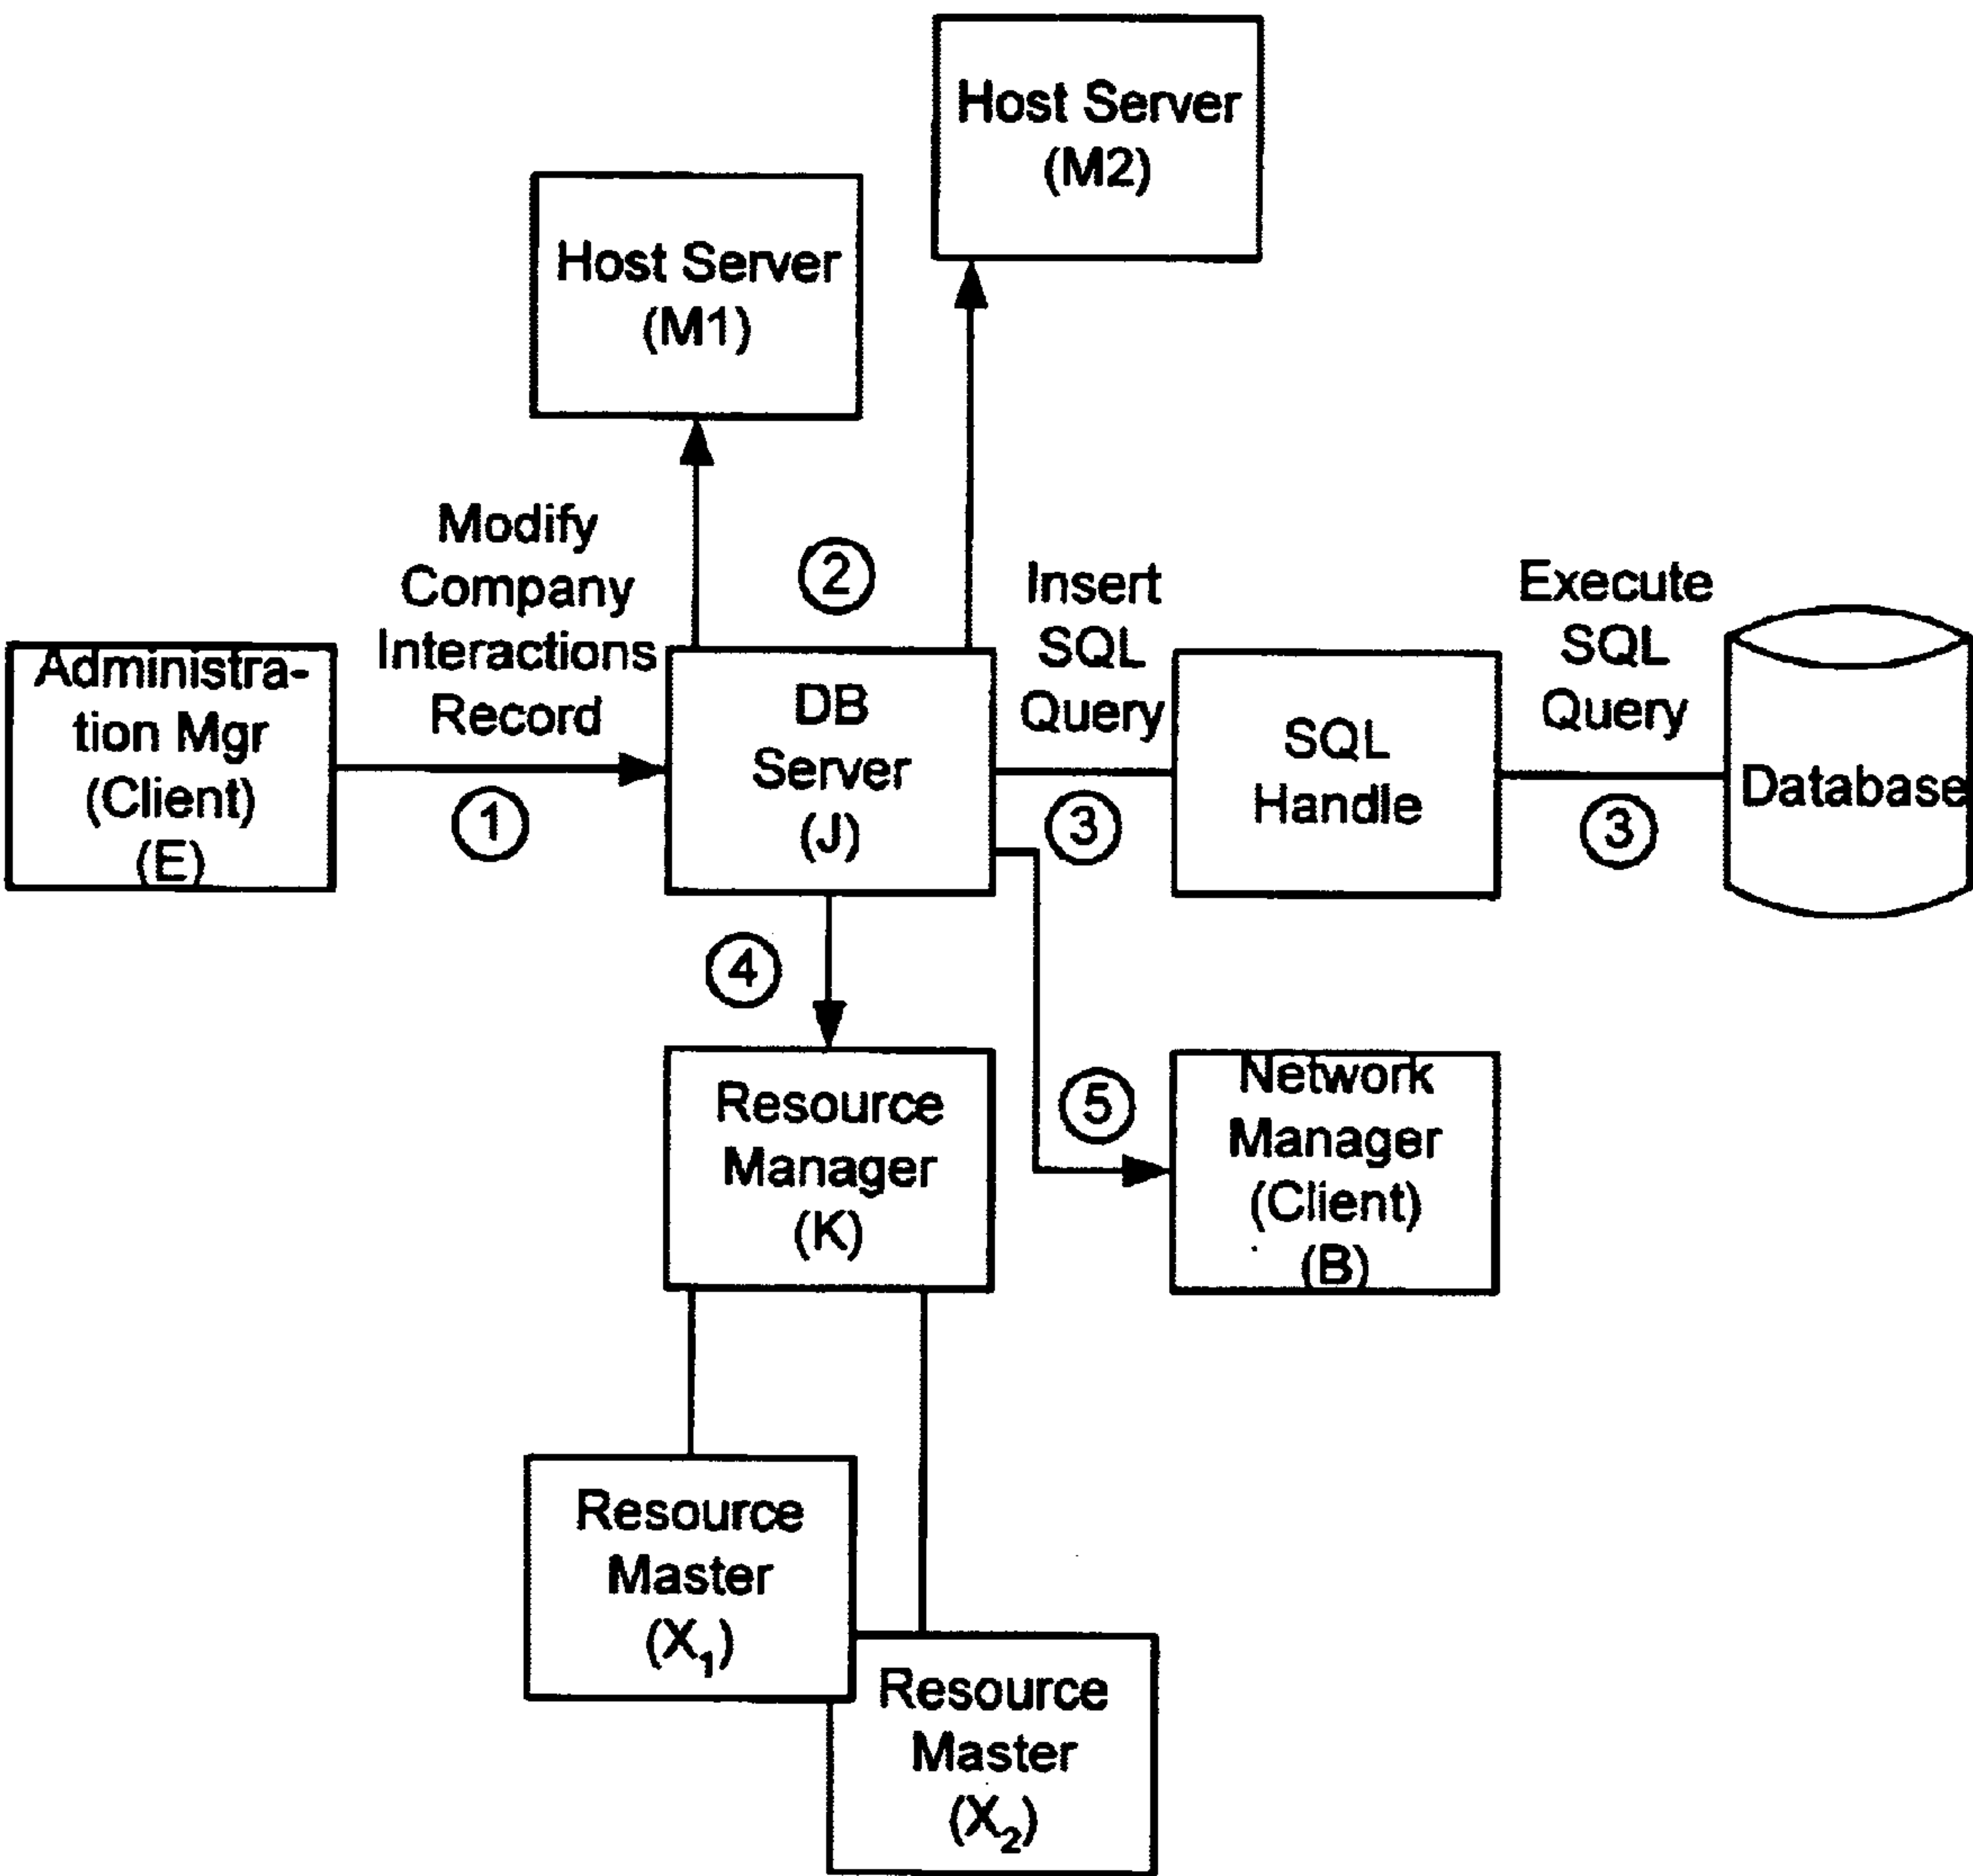 Host Server
(M2)
Host Server
(M1)
Modify
Company
Interactions
Record
2
Insert
SQL
Query
Execute
SQL
Query
Administra-
tion Mgr
(Client)
(E)
1
DB
Server
(J)
3
SQL
Handle
3
Database
4
Resource
Manager
(K)
5
Network
Manager
(Client)
(B)
Resource
Master
(X₁)
Resource
Master
(X₂)